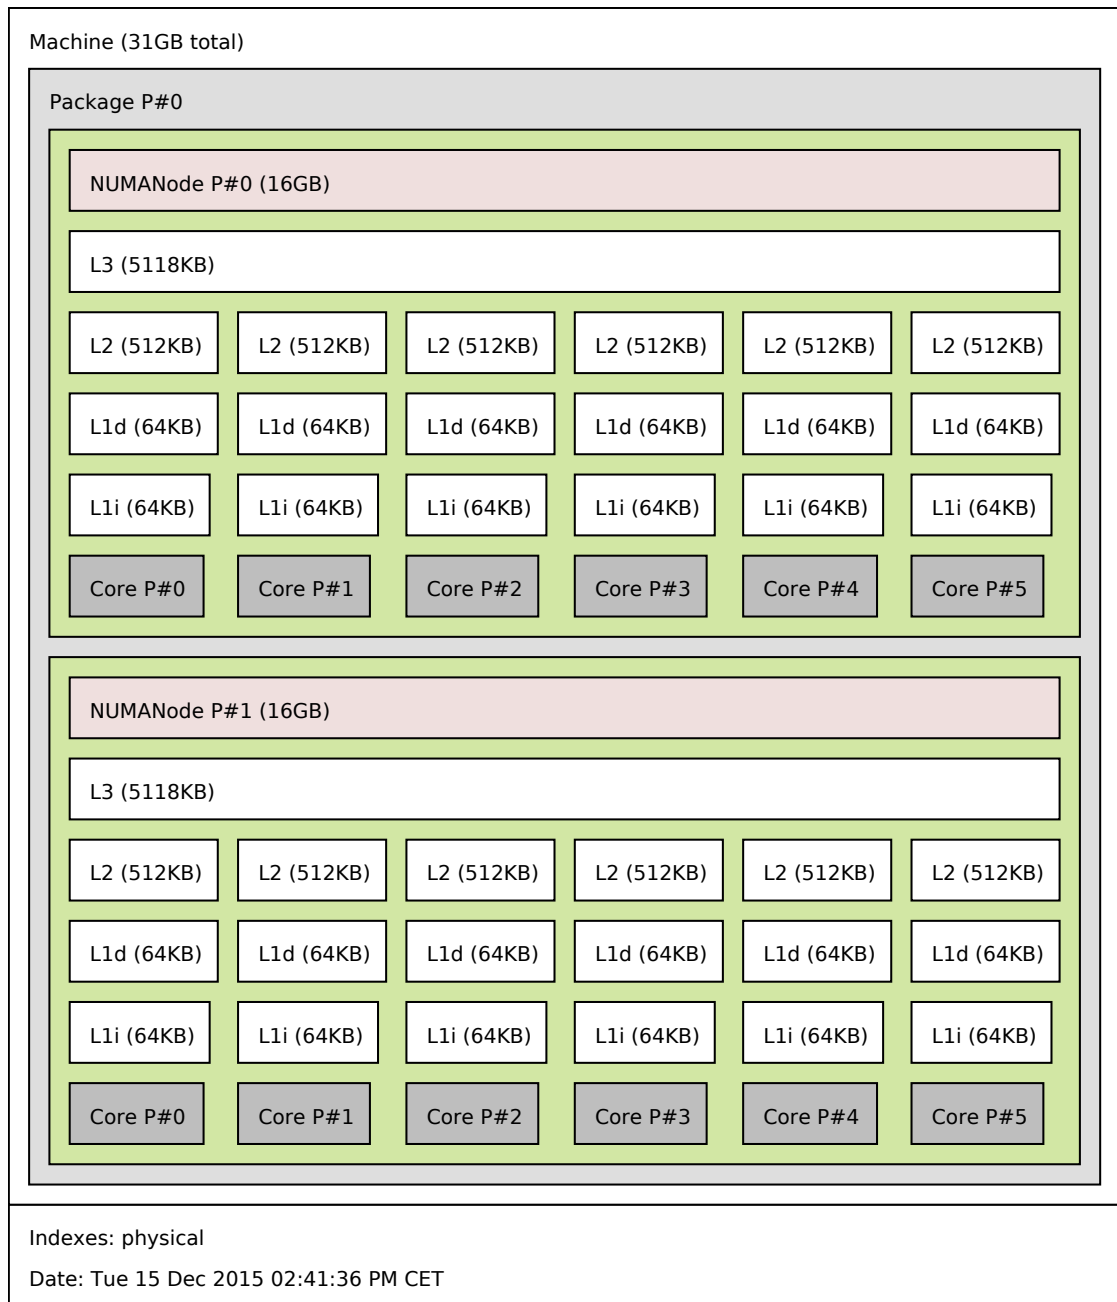 Machine (31GB total)
Package P#0
NUMANode P#0 (16GB)
L3 (5118KB)
L2 (512KB) L2 (512KB) L2 (512KB) L2 (512KB) L2 (512KB) L2 (512KB)
L1d (64KB) L1d (64KB) L1d (64KB) L1d (64KB) L1d (64KB) L1d (64KB)
L1i (64KB) L1i (64KB) L1i (64KB) L1i (64KB) L1i (64KB) L1i (64KB)
Core P#0 Core P#1 Core P#2 Core P#3 Core P#4 Core P#5
NUMANode P#1 (16GB)
L3 (5118KB)
L2 (512KB) L2 (512KB) L2 (512KB) L2 (512KB) L2 (512KB) L2 (512KB)
L1d (64KB) L1d (64KB) L1d (64KB) L1d (64KB) L1d (64KB) L1d (64KB)
L1i (64KB) L1i (64KB) L1i (64KB) L1i (64KB) L1i (64KB) L1i (64KB)
Core P#0 Core P#1 Core P#2 Core P#3 Core P#4 Core P#5
Indexes: physical
Date: Tue 15 Dec 2015 02:41:36 PM CET